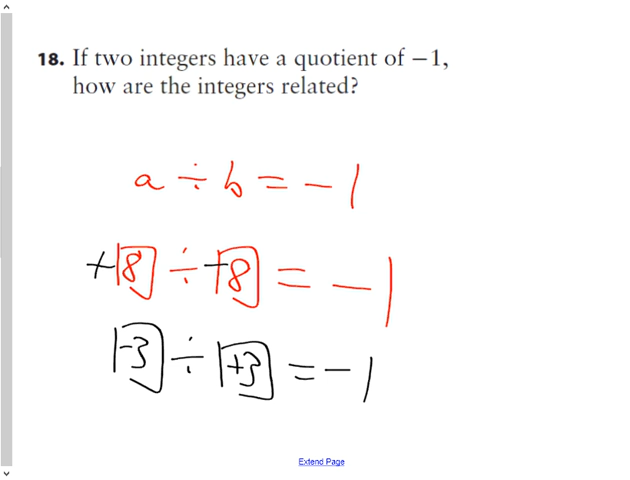 18. If two integers have a quotient of −1,
how are the integers related?
a ÷ b = −1
+8 ÷ −8 = −1
-3 ÷ +3 = −1
Extend Page